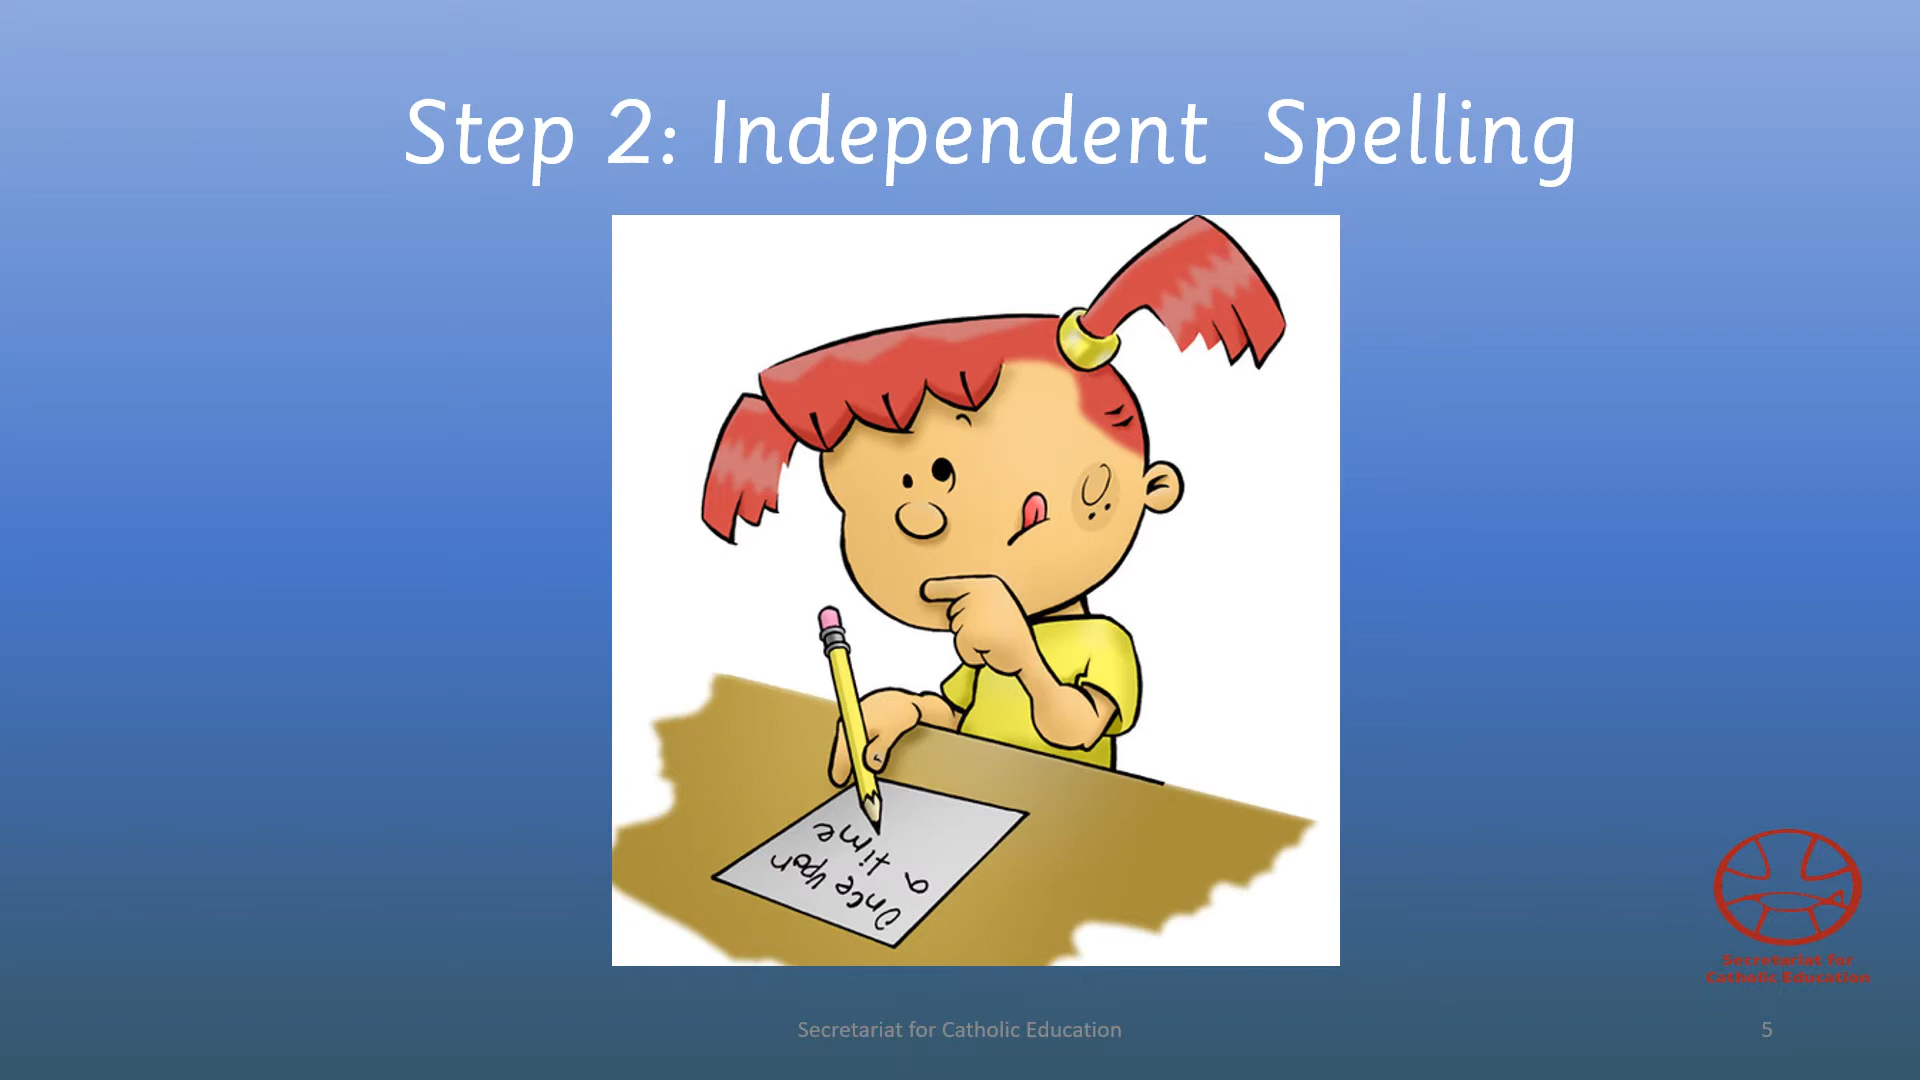 Step 2: Independent Spelling
Once upon
a time
Secretariat for
Catholic Education
Secretariat for Catholic Education
5